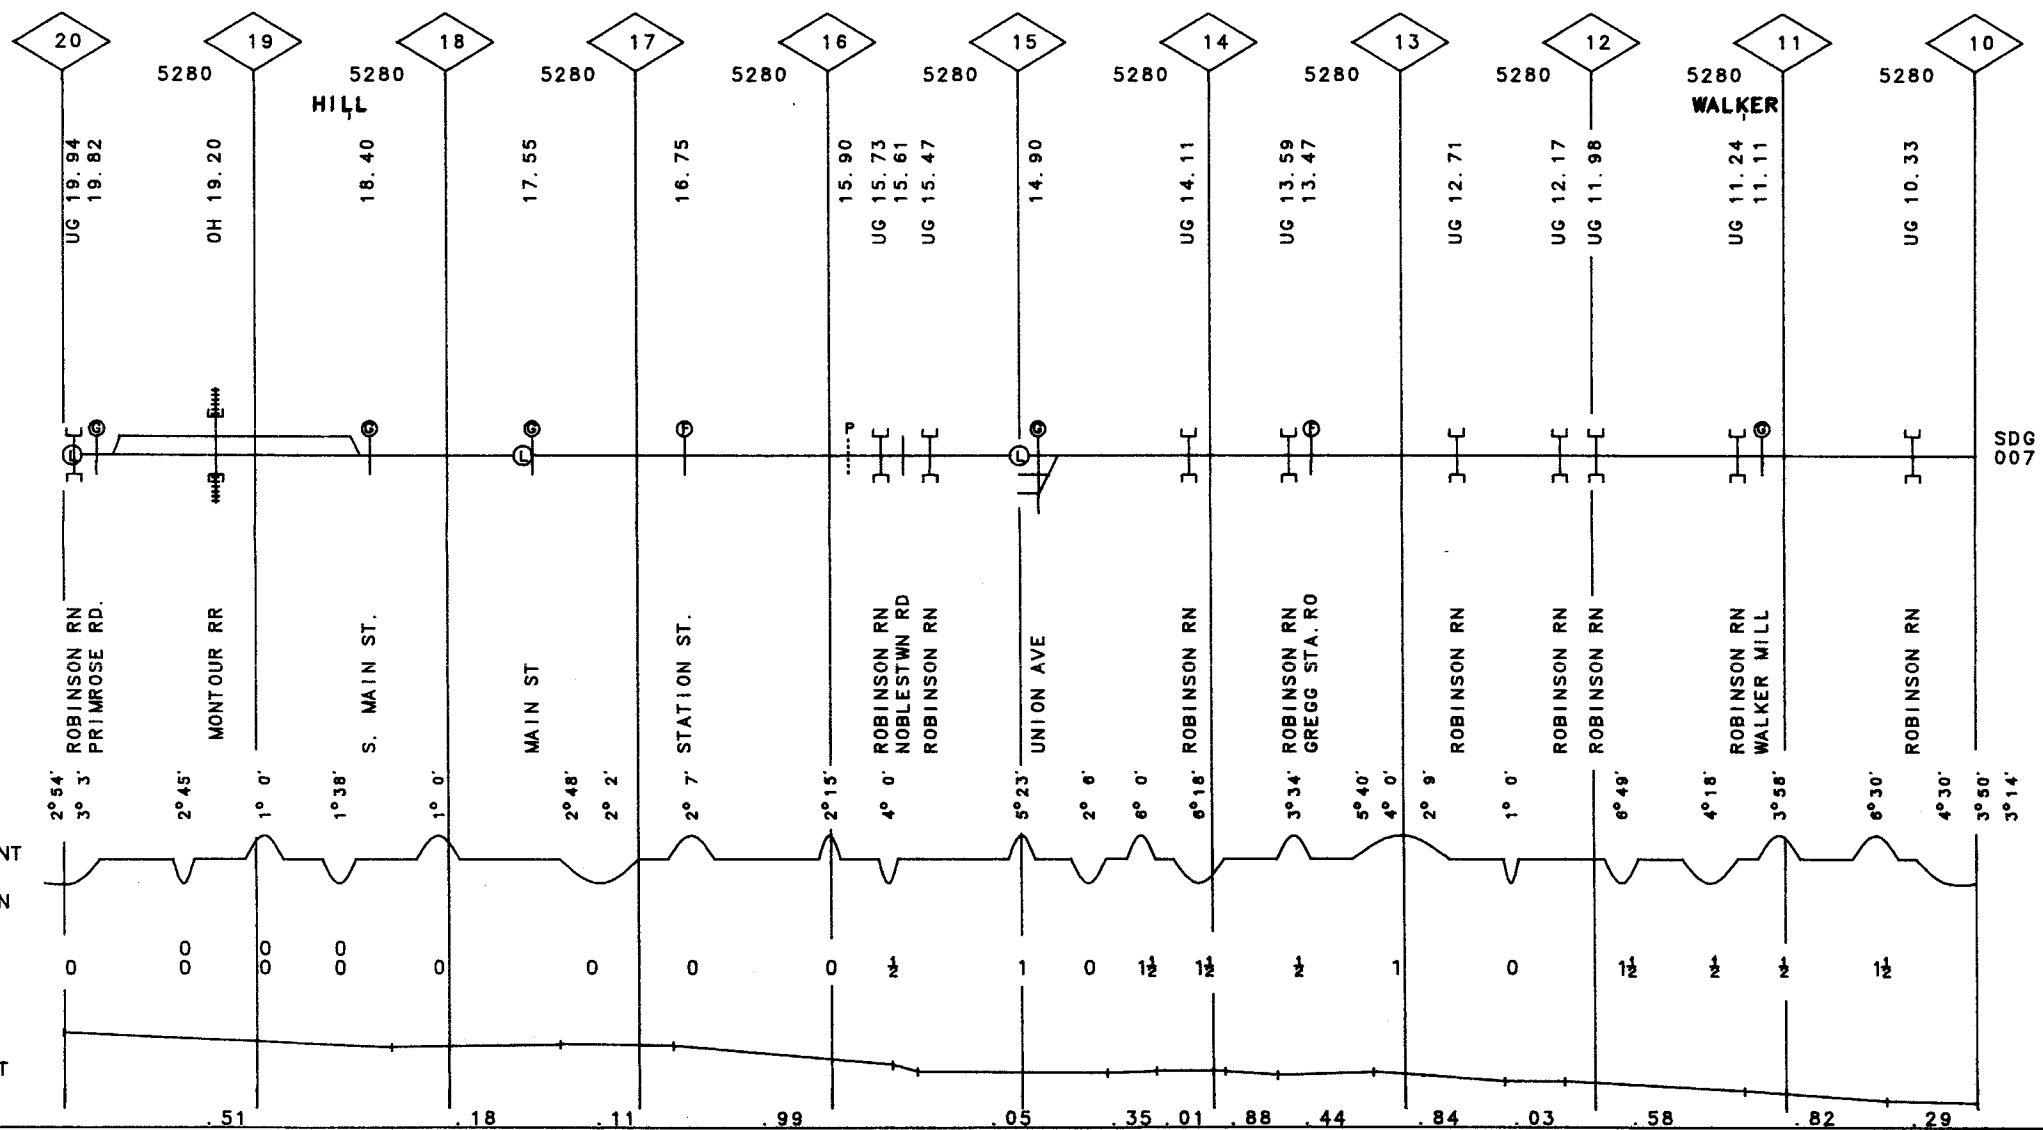 20 19 18 17 16 15 14 13 12 11 10
5280 5280 5280 5280 5280 5280 5280 5280 5280 5280
HILL WALKER
UG 19.94
19.82
OH 19.20
18.40
17.55
16.75
15.90
UG 15.73
15.61
UG 15.47
14.90
UG 14.11
UG 13.59
13.47
UG 12.71
UG 12.17
UG 11.98
UG 11.24
11.11
UG 10.33
G G G F P G F G
L L L
SDG
007
ROBINSON RN
PRIMROSE RD.
MONTOUR RR
S. MAIN ST.
MAIN ST
STATION ST.
ROBINSON RN
NOBLESTWN RD
ROBINSON RN
UNION AVE
ROBINSON RN
ROBINSON RN
GREGG STA. RO
ROBINSON RN
ROBINSON RN
ROBINSON RN
ROBINSON RN
WALKER MILL
ROBINSON RN
2°54'
3° 3'
2°45'
1° 0'
1°38'
1° 0'
2°48'
2° 2'
2° 7'
2°15'
4° 0'
5°23'
2° 6'
6° 0'
6°18'
3°34'
5°40'
4° 0'
2° 9'
1° 0'
6°49'
4°18'
3°58'
6°30'
4°30'
3°50'
3°14'
NT
N
0 0 0
0 0 0 0 0 0 0 0 ½ 1 0 1½ 1½ ½ 1 0 1½ ½ ½ 1½
T
.51 .18 .11 .99 .05 .35 .01 .88 .44 .84 .03 .58 .82 .29